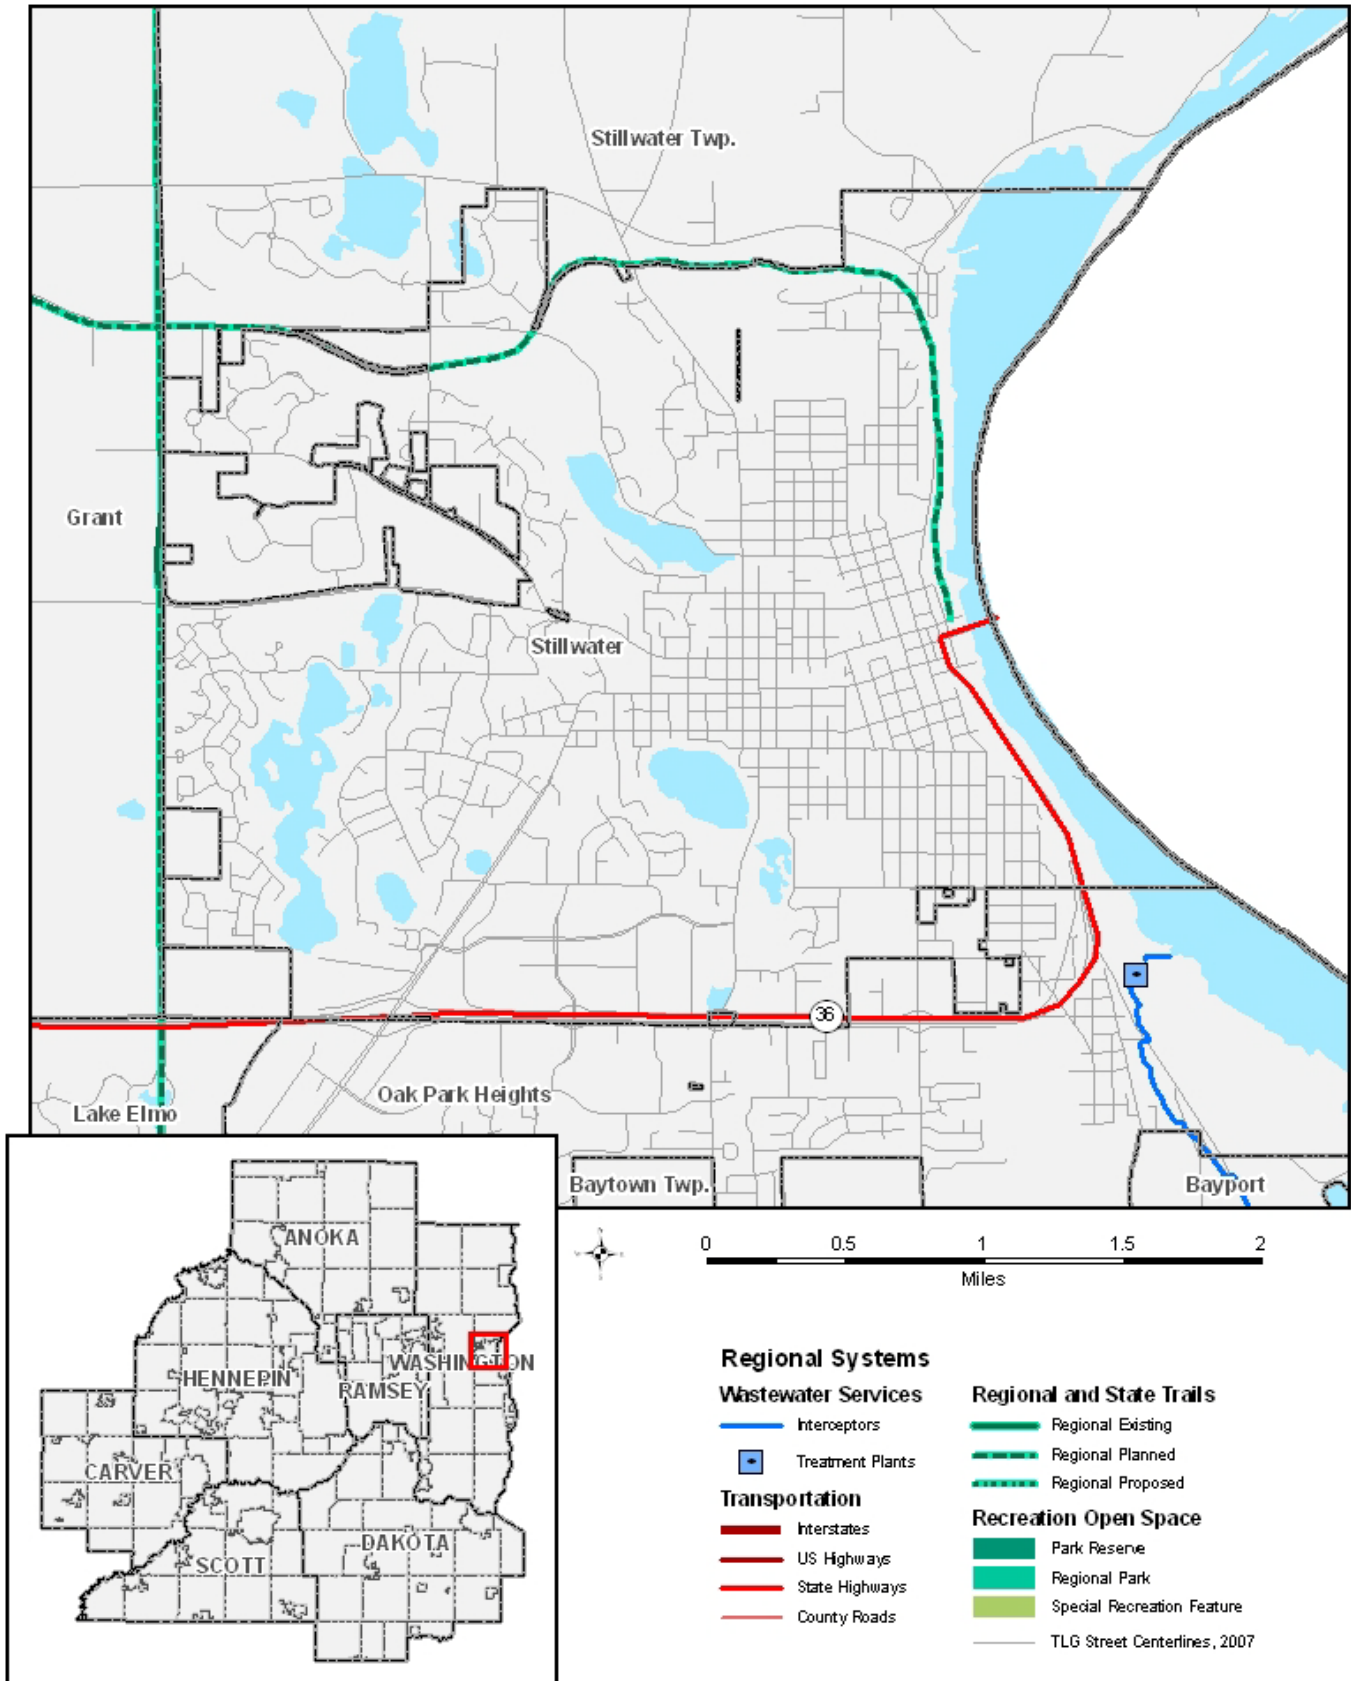 Stillwater Twp.
Grant
Stillwater
36
Oak Park Heights
Lake Elmo
Baytown Twp.
Bayport
ANOKA
WASHINGTON
HENNEPIN
RAMSEY
CARVER
DAKOTA
SCOTT
0 0.5 1 1.5 2
Miles
Regional Systems
Wastewater Services
Interceptors
Treatment Plants
Transportation
Interstates
US Highways
State Highways
County Roads
Regional and State Trails
Regional Existing
Regional Planned
Regional Proposed
Recreation Open Space
Park Reserve
Regional Park
Special Recreation Feature
TLG Street Centerlines, 2007